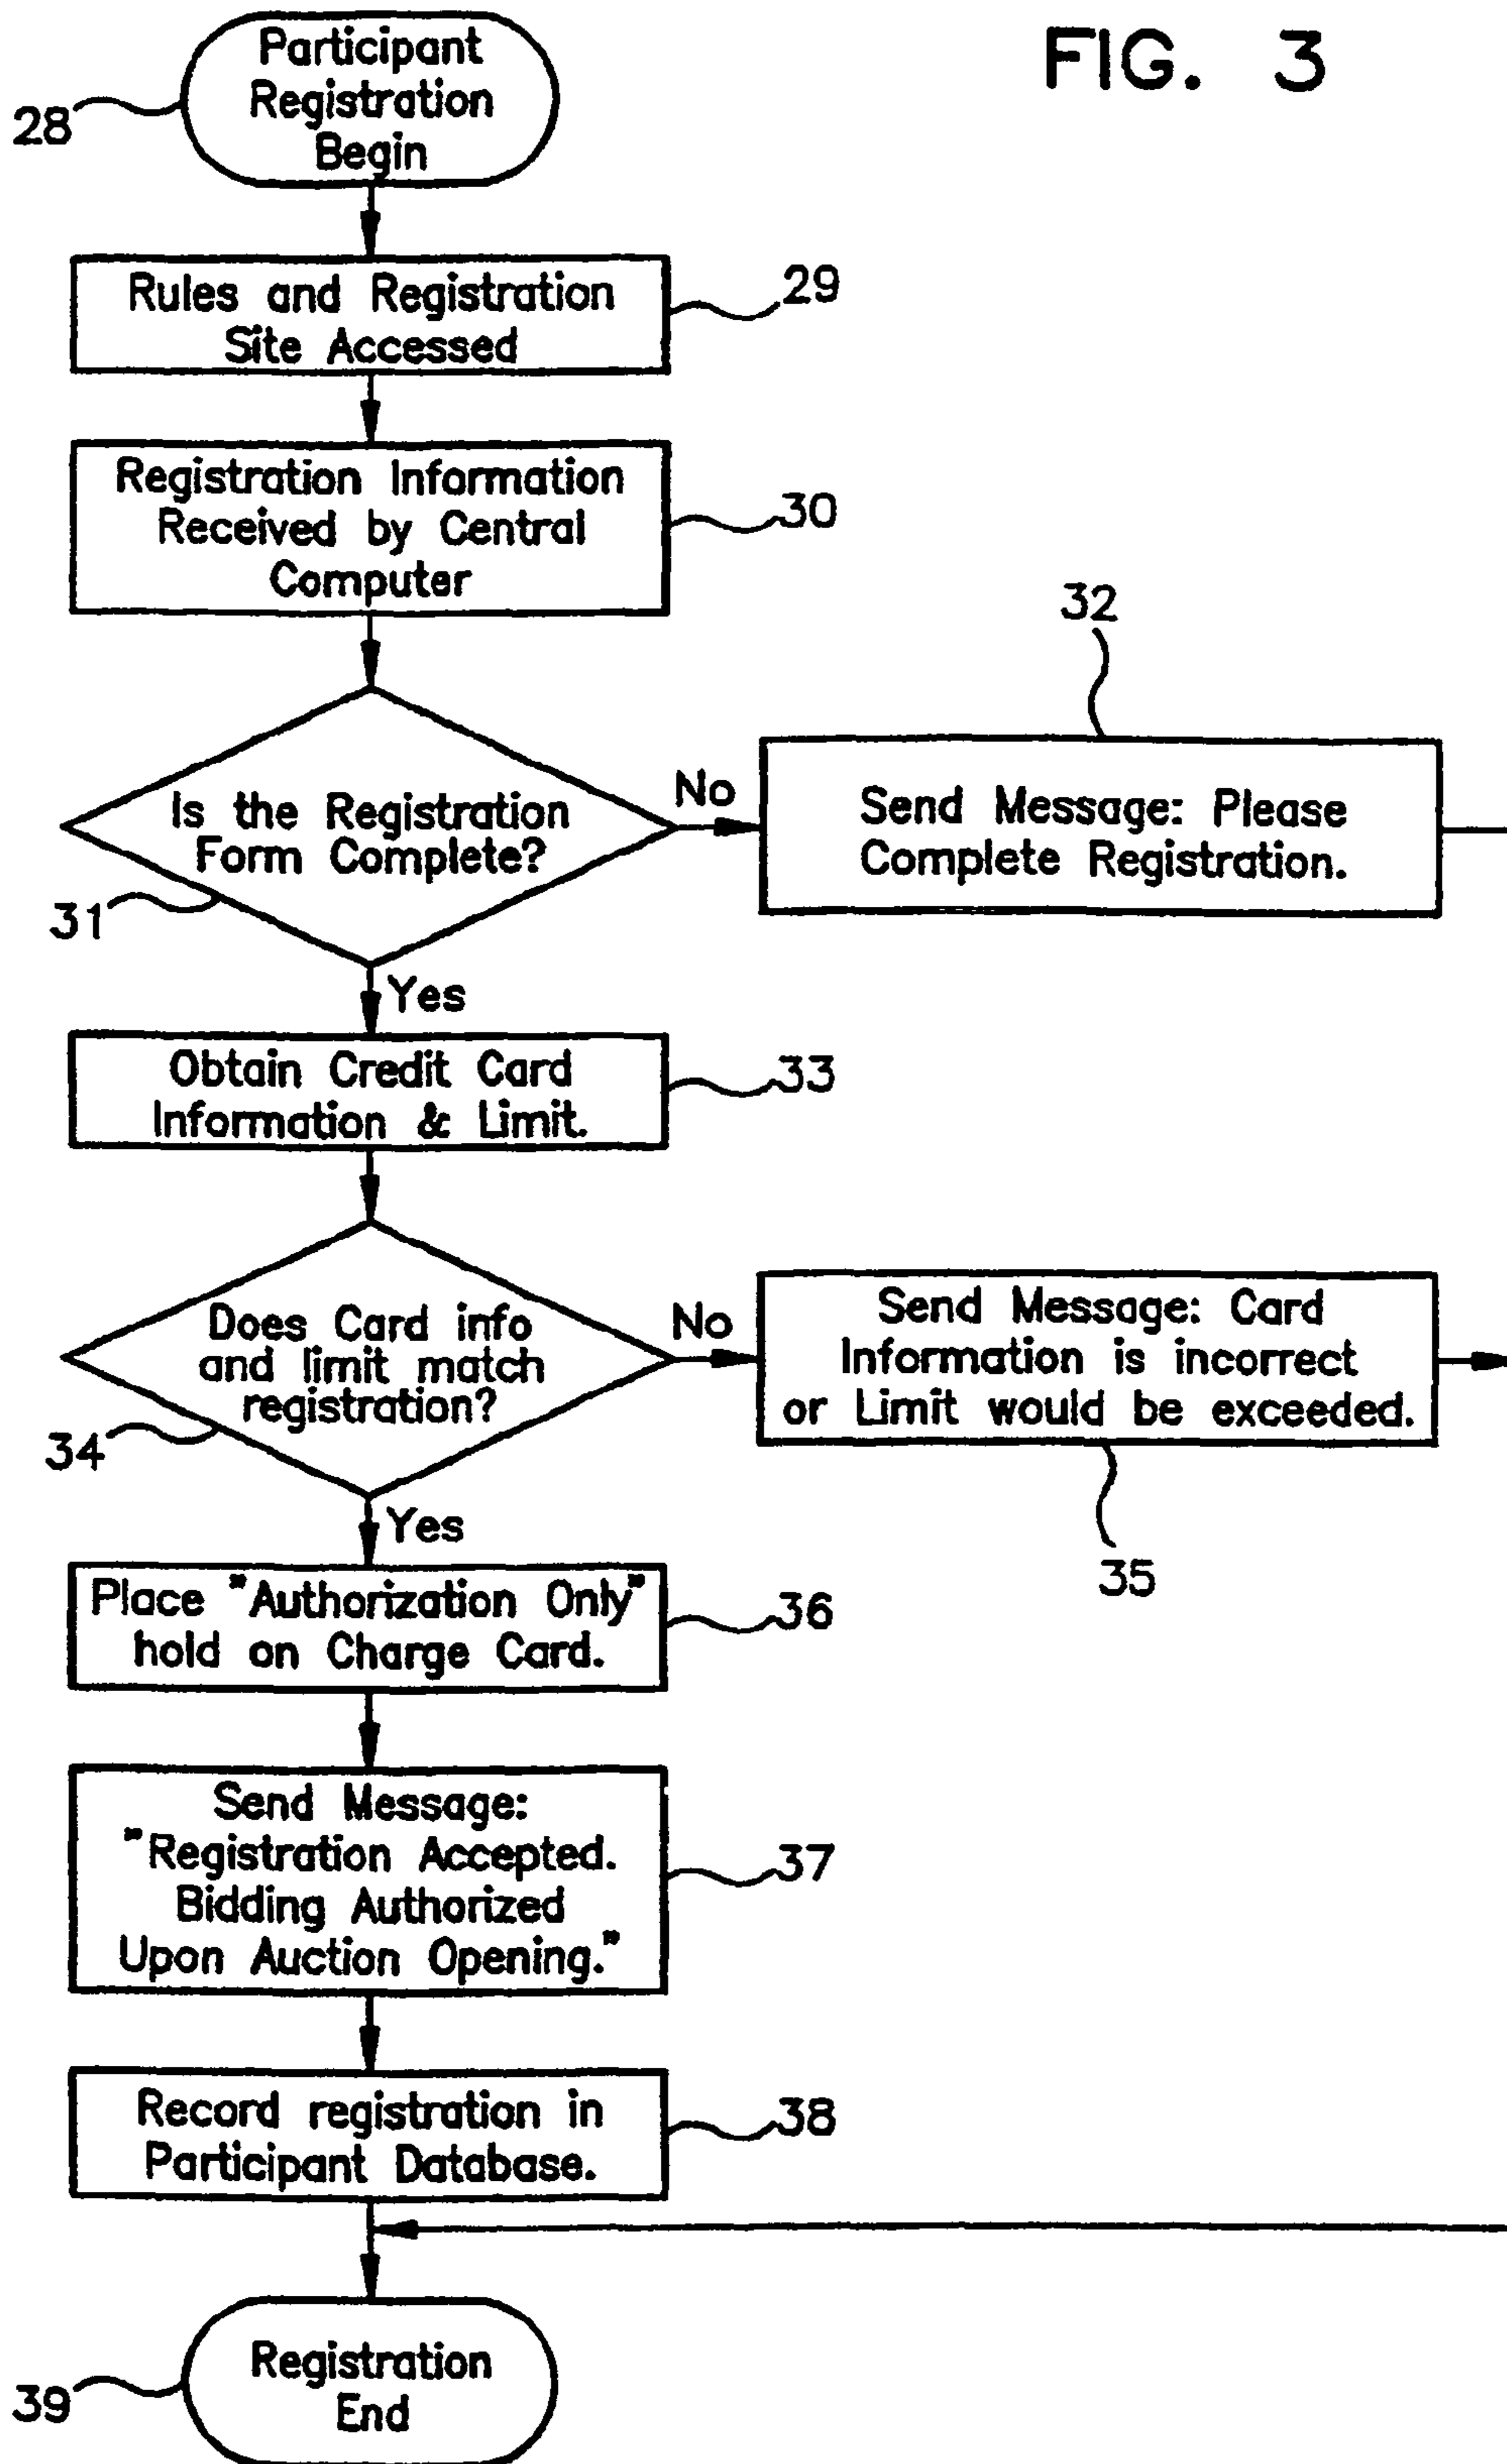 FIG. 3
Participant
Registration
Begin
28
Rules and Registration
Site Accessed
29
Registration Information
Received by Central
Computer
30
Is the Registration
Form Complete?
31
No
32
Send Message: Please
Complete Registration.
Yes
Obtain Credit Card
Information & Limit.
33
Does Card info
and limit match
registration?
34
No
Send Message: Card
Information is incorrect
or Limit would be exceeded.
35
Yes
Place "Authorization Only"
hold on Charge Card.
36
Send Message:
"Registration Accepted.
Bidding Authorized
Upon Auction Opening."
37
Record registration in
Participant Database.
38
Registration
End
39